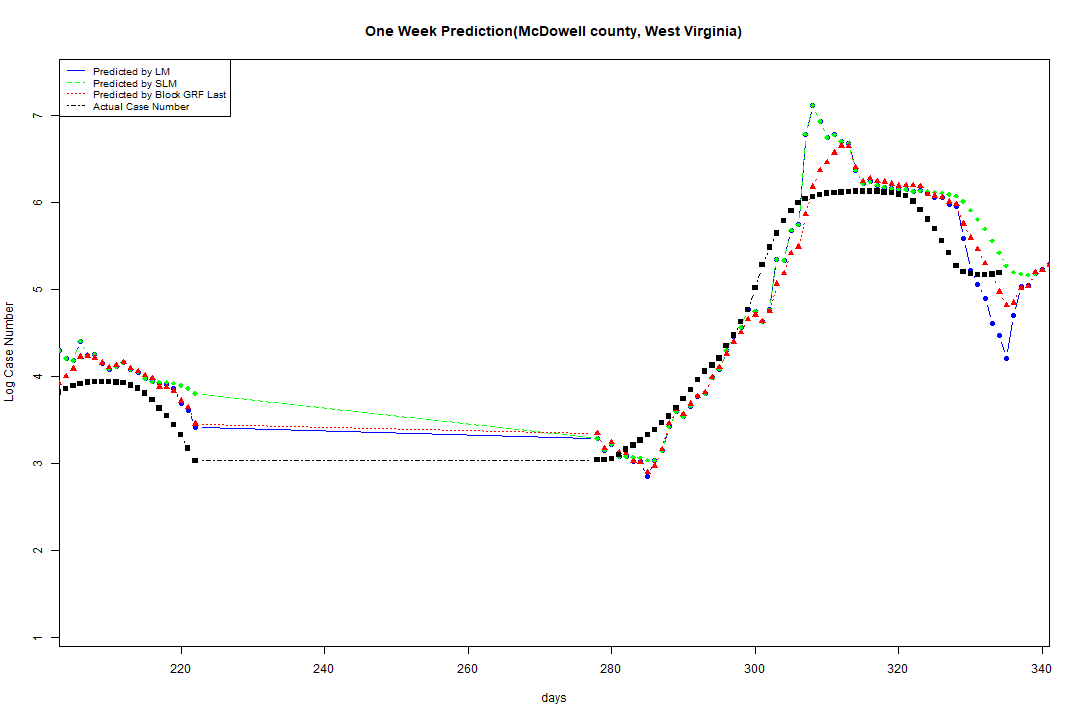 One Week Prediction(McDowell county, West Virginia)
Predicted by LM
Predicted by SLM
Predicted by Block GRF Last
Actual Case Number
Log Case Number
7
6
5
4
3
2
1
220 240 260 280 300 320 340
days